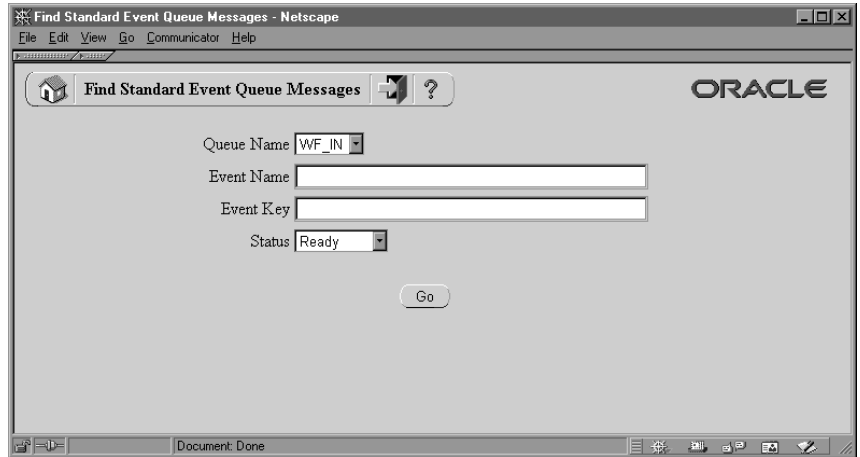 Find Standard Event Queue Messages - Netscape
File Edit View Go Communicator Help
Find Standard Event Queue Messages ?
ORACLE
Queue Name WF_IN
Event Name
Event Key
Status Ready
Go
Document: Done